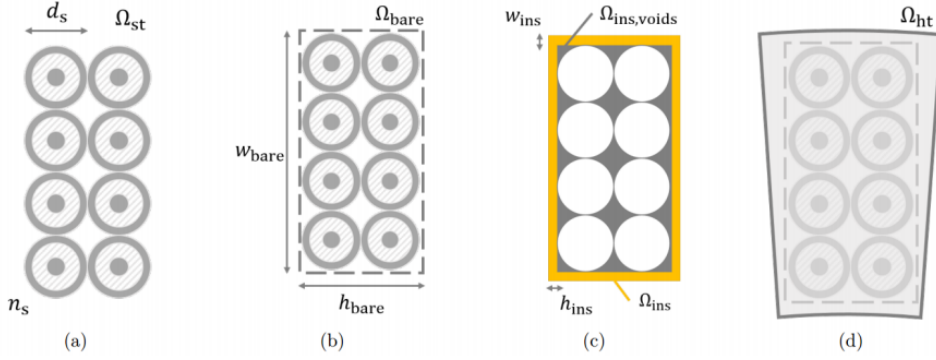 d_s
Ω_st
n_s
(a)
Ω_bare
w_bare
h_bare
(b)
w_ins
Ω_ins,voids
h_ins
Ω_ins
(c)
Ω_ht
(d)